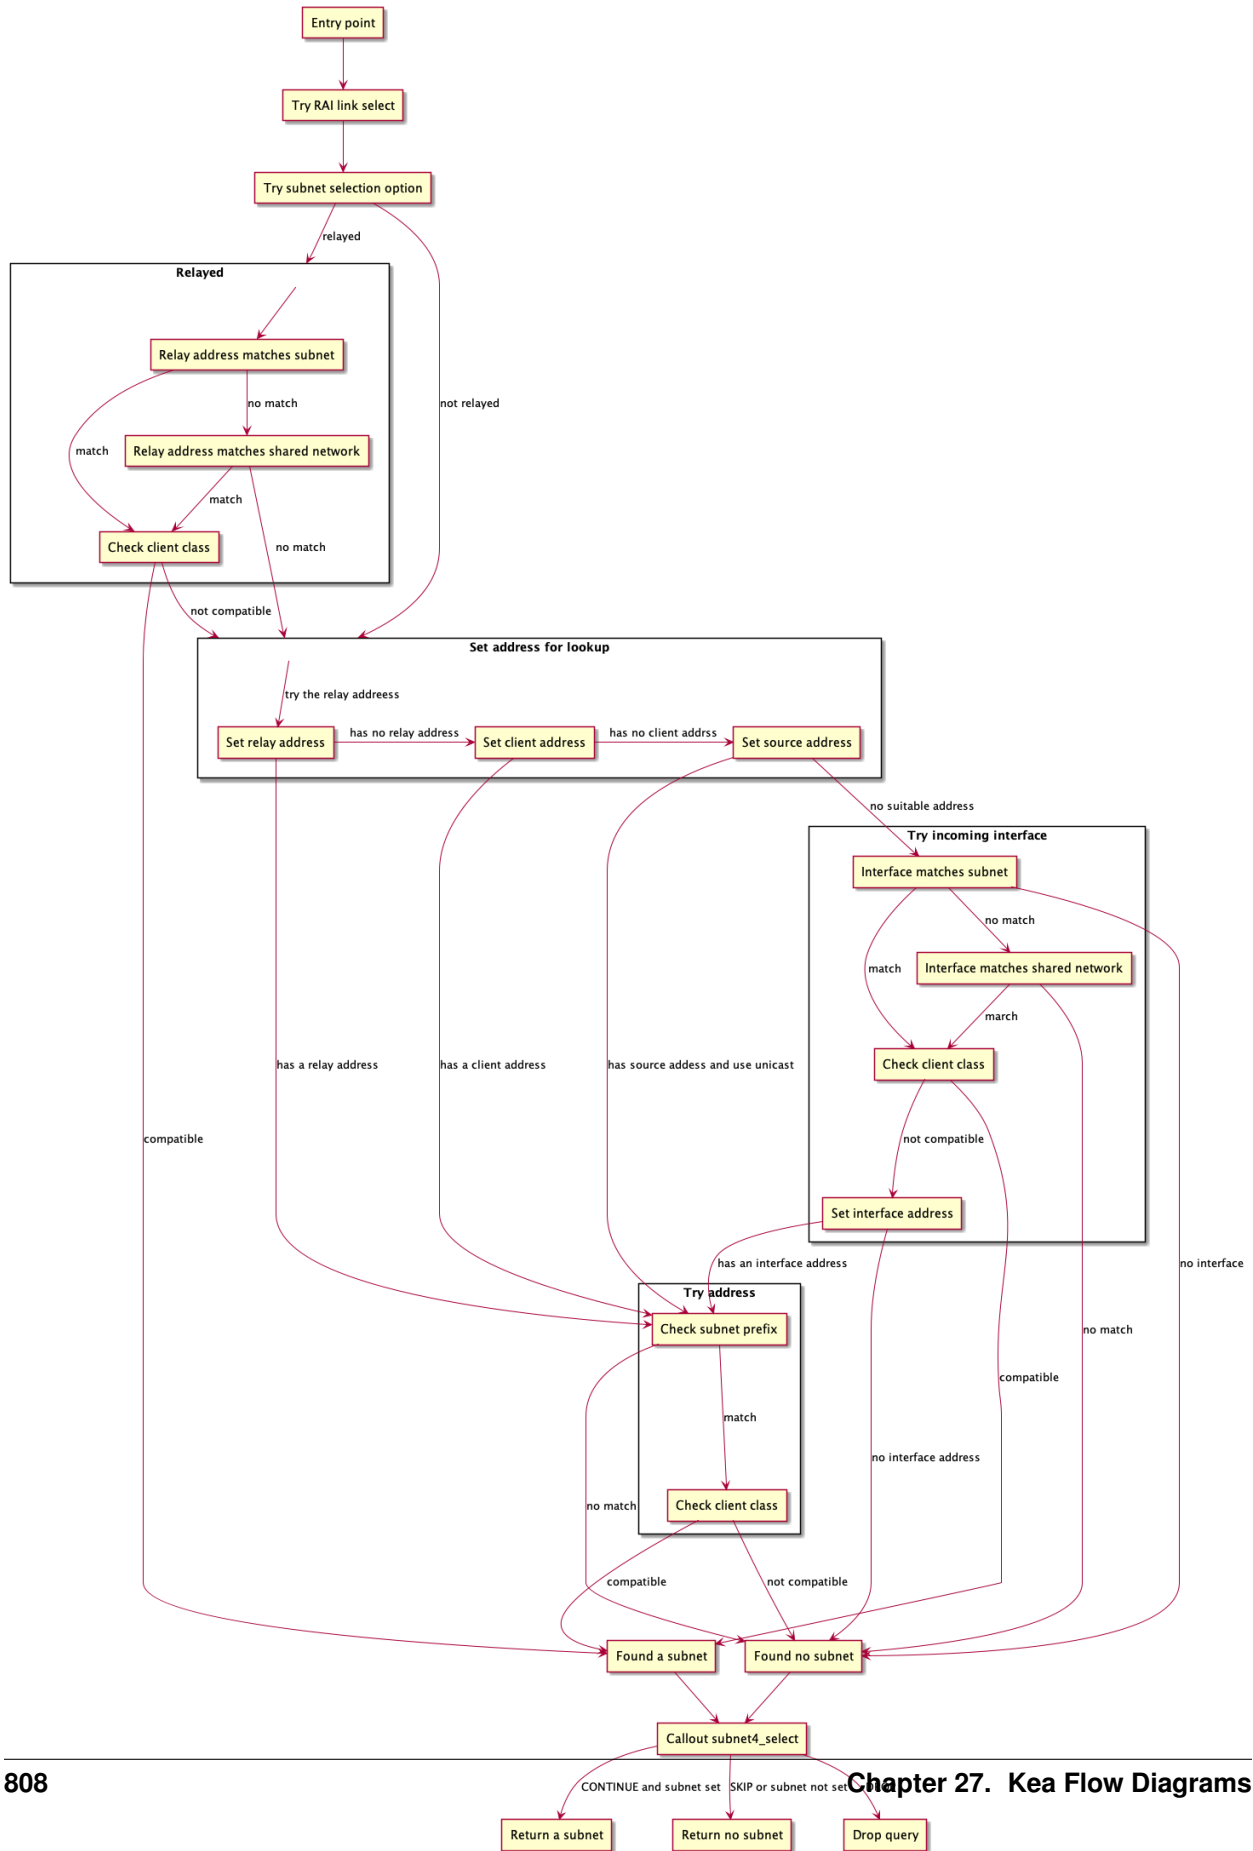 Entry point
Try RAI link select
Try subnet selection option
relayed
Relayed
Relay address matches subnet
no match
not relayed
match
Relay address matches shared network
match
Check client class
no match
not compatible
Set address for lookup
try the relay addreess
Set relay address
has no relay address
Set client address
has no client addrss
Set source address
no suitable address
Try incoming interface
Interface matches subnet
no match
match
Interface matches shared network
march
Check client class
has a relay address
has a client address
has source addess and use unicast
compatible
not compatible
Set interface address
has an interface address
no interface
Try address
Check subnet prefix
no match
compatible
match
no interface address
Check client class
no match
compatible
not compatible
Found a subnet
Found no subnet
Callout subnet4_select
808
Chapter 27. Kea Flow Diagrams
CONTINUE and subnet set
SKIP or subnet not set
Return a subnet
Return no subnet
Drop query